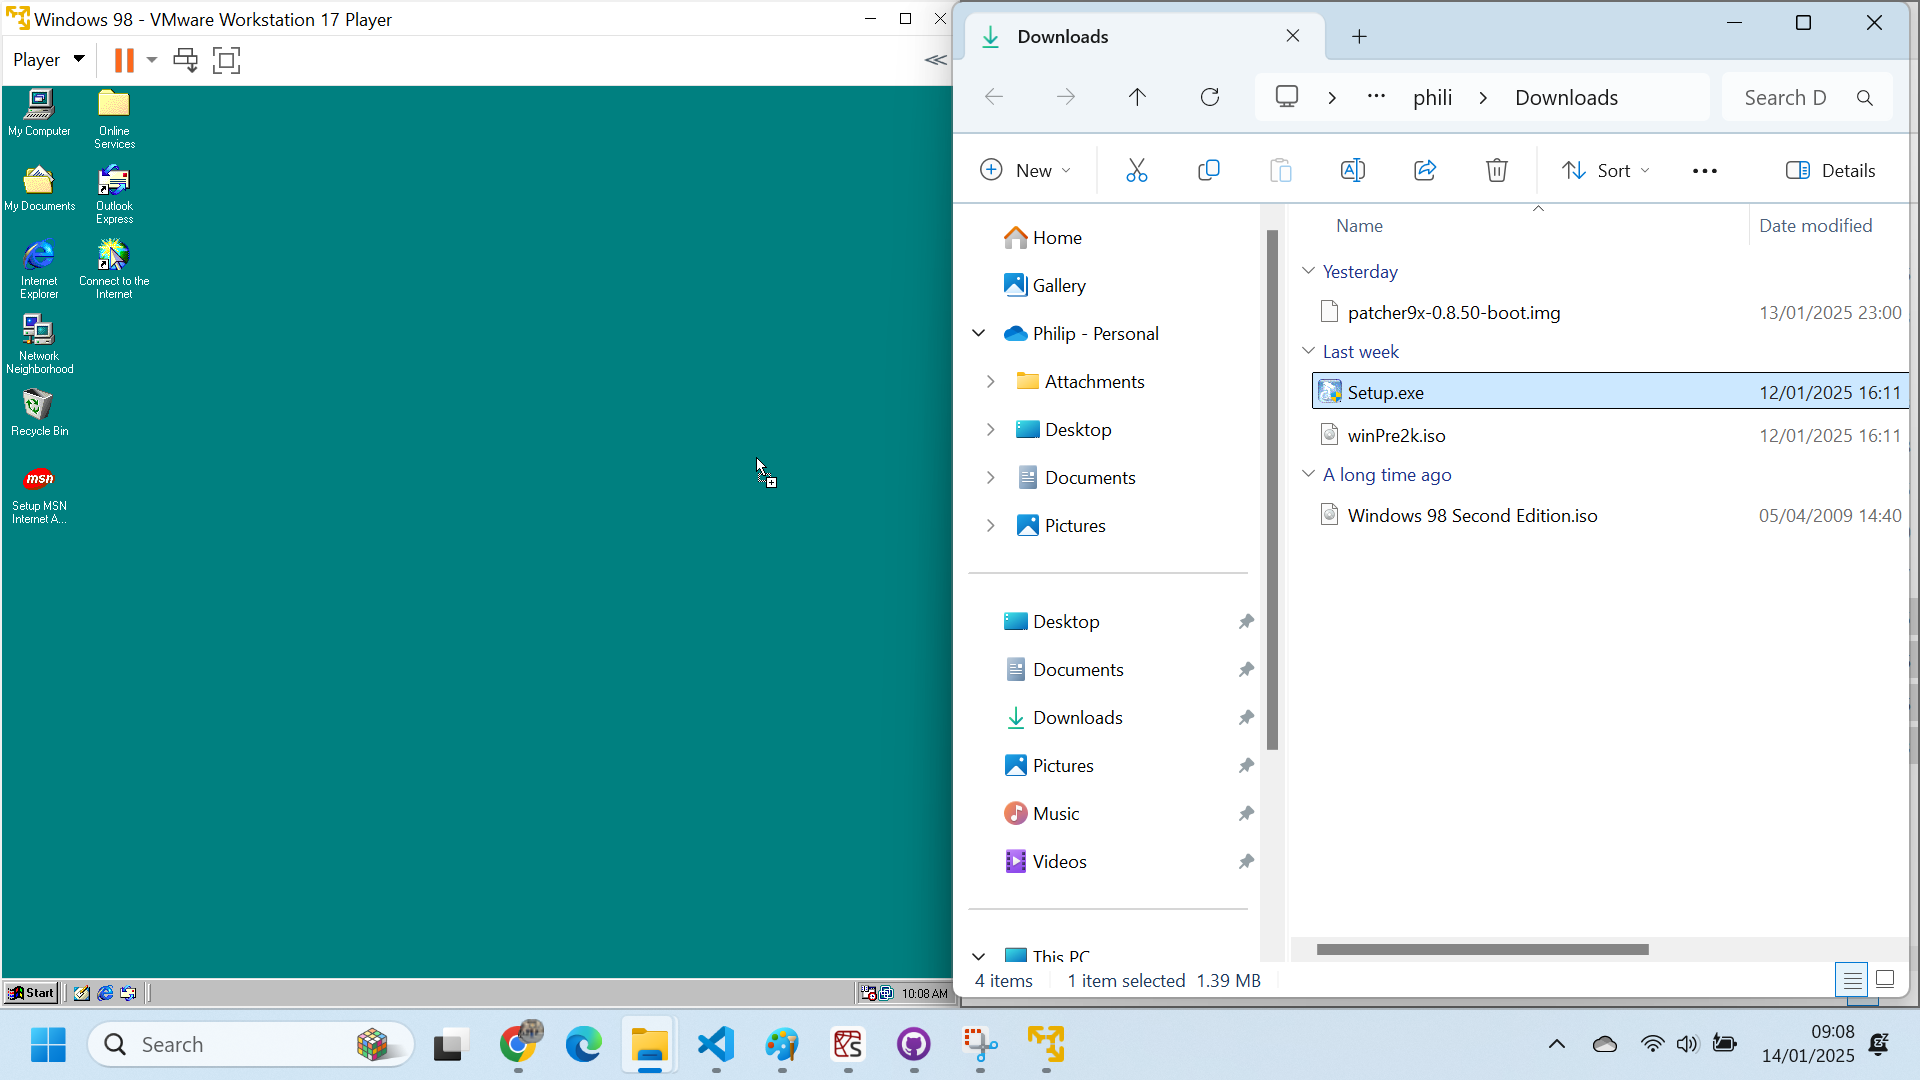 Windows 98 - VMware Workstation 17 Player
Player
My Computer
Online
Services
My Documents
Outlook
Express
Internet
Explorer
Connect to the
Internet
Network
Neighborhood
Recycle Bin
msn
Setup MSN
Internet A...
Start
10:08 AM
Downloads
phili
Downloads
Search D
New
Sort
Details
Home
Gallery
Philip - Personal
Attachments
Desktop
Documents
Pictures
Desktop
Documents
Downloads
Pictures
Music
Videos
This PC
Name
Date modified
Yesterday
patcher9x-0.8.50-boot.img 13/01/2025 23:00
Last week
Setup.exe 12/01/2025 16:11
winPre2k.iso 12/01/2025 16:11
A long time ago
Windows 98 Second Edition.iso 05/04/2009 14:40
4 items
1 item selected 1.39 MB
Search
09:08
14/01/2025